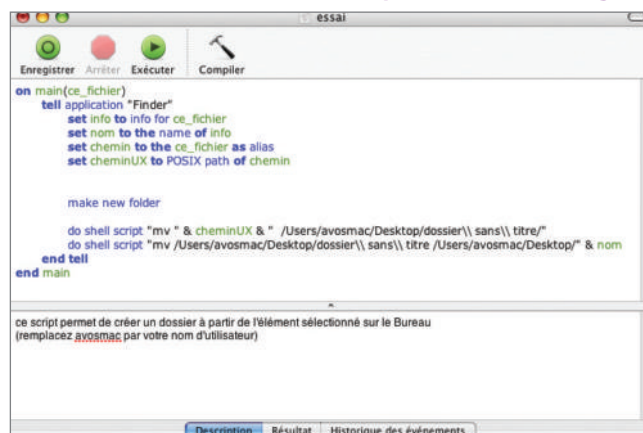 essai
Enregistrer Arrêter Exécuter Compiler
on main(ce_fichier)
tell application "Finder"
set info to info for ce_fichier
set nom to the name of info
set chemin to the ce_fichier as alias
set cheminUX to POSIX path of chemin
make new folder
do shell script "mv " & cheminUX & " /Users/avosmac/Desktop/dossier\\ sans\\ titre/"
do shell script "mv /Users/avosmac/Desktop/dossier\\ sans\\ titre /Users/avosmac/Desktop/" & nom
end tell
end main
ce script permet de créer un dossier à partir de l'élément sélectionné sur le Bureau
(remplacez avosmac par votre nom d'utilisateur)
Description Résultat Historique des événements